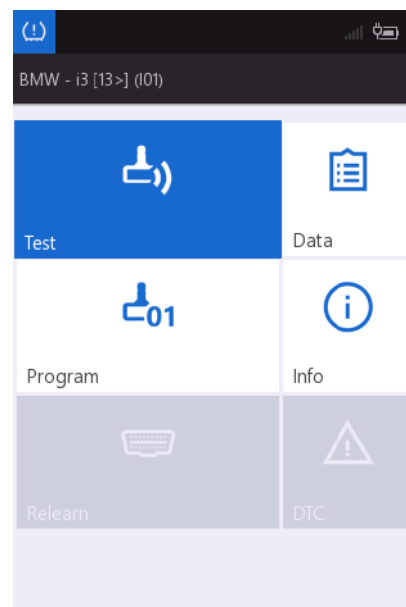 (!)
BMW - i3 [13>] (I01)
Test
Data
01
Program
Info
Relearn
DTC